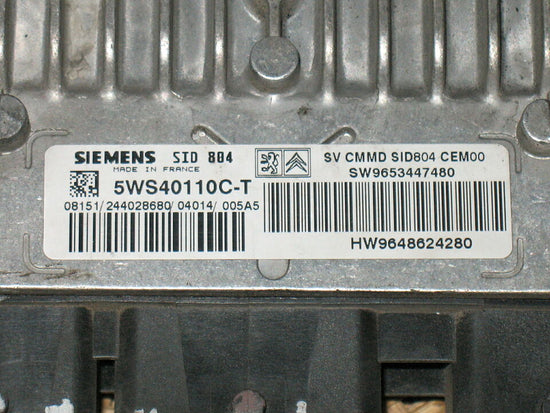 SIEMENS SID 804
MADE IN FRANCE
5WS40110C-T
08151/244028680/04014/005A5
SV CMMD SID804 CEM00
SW9653447480
HW9648624280